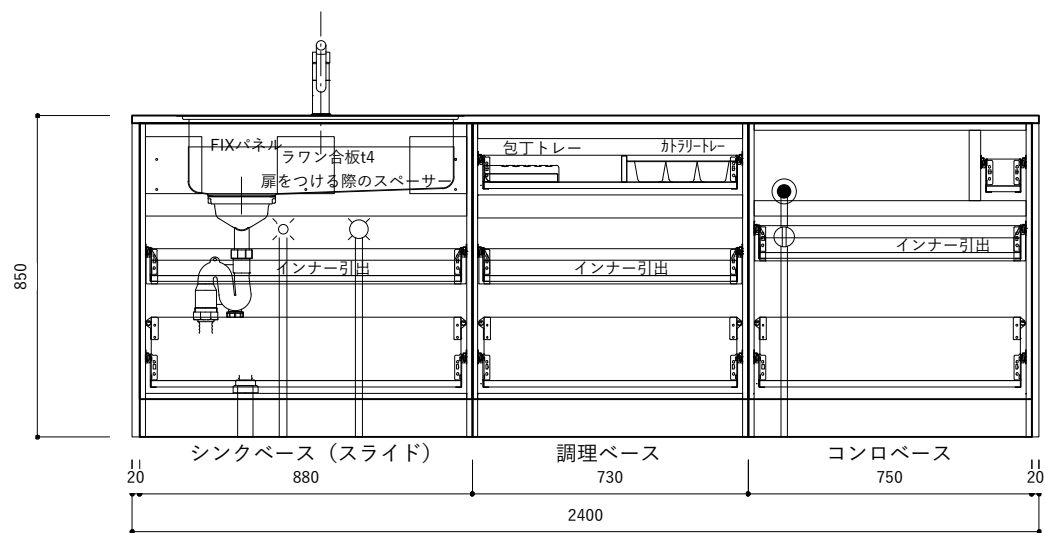 FIXパネル
ラワン合板t4
扉をつける際のスペーサー
包丁トレー
ｶﾄﾗﾘｰﾄﾚｰ
インナー引出
インナー引出
インナー引出
850
シンクベース（スライド）
調理ベース
コンロベース
20
880
730
750
20
2400